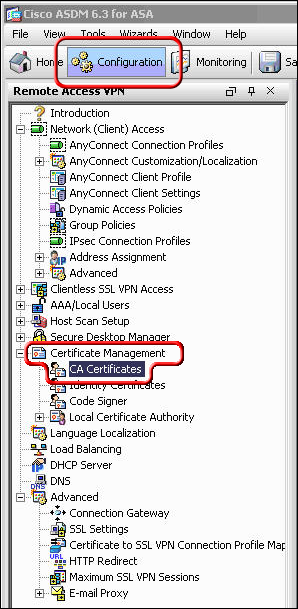 Cisco ASDM 6.3 for ASA
File View Tools Wizards Window Help
Home Configuration Monitoring Sa
Remote Access VPN
Introduction
Network (Client) Access
AnyConnect Connection Profiles
AnyConnect Customization/Localization
AnyConnect Client Profile
AnyConnect Client Settings
Dynamic Access Policies
Group Policies
IPsec Connection Profiles
Address Assignment
Advanced
Clientless SSL VPN Access
AAA/Local Users
Host Scan Setup
Secure Desktop Manager
Certificate Management
CA Certificates
Identity Certificates
Code Signer
Local Certificate Authority
Language Localization
Load Balancing
DHCP Server
DNS
DNS
Advanced
Connection Gateway
SSL Settings
Certificate to SSL VPN Connection Profile Map
URL
HTTP Redirect
Maximum SSL VPN Sessions
E-mail Proxy